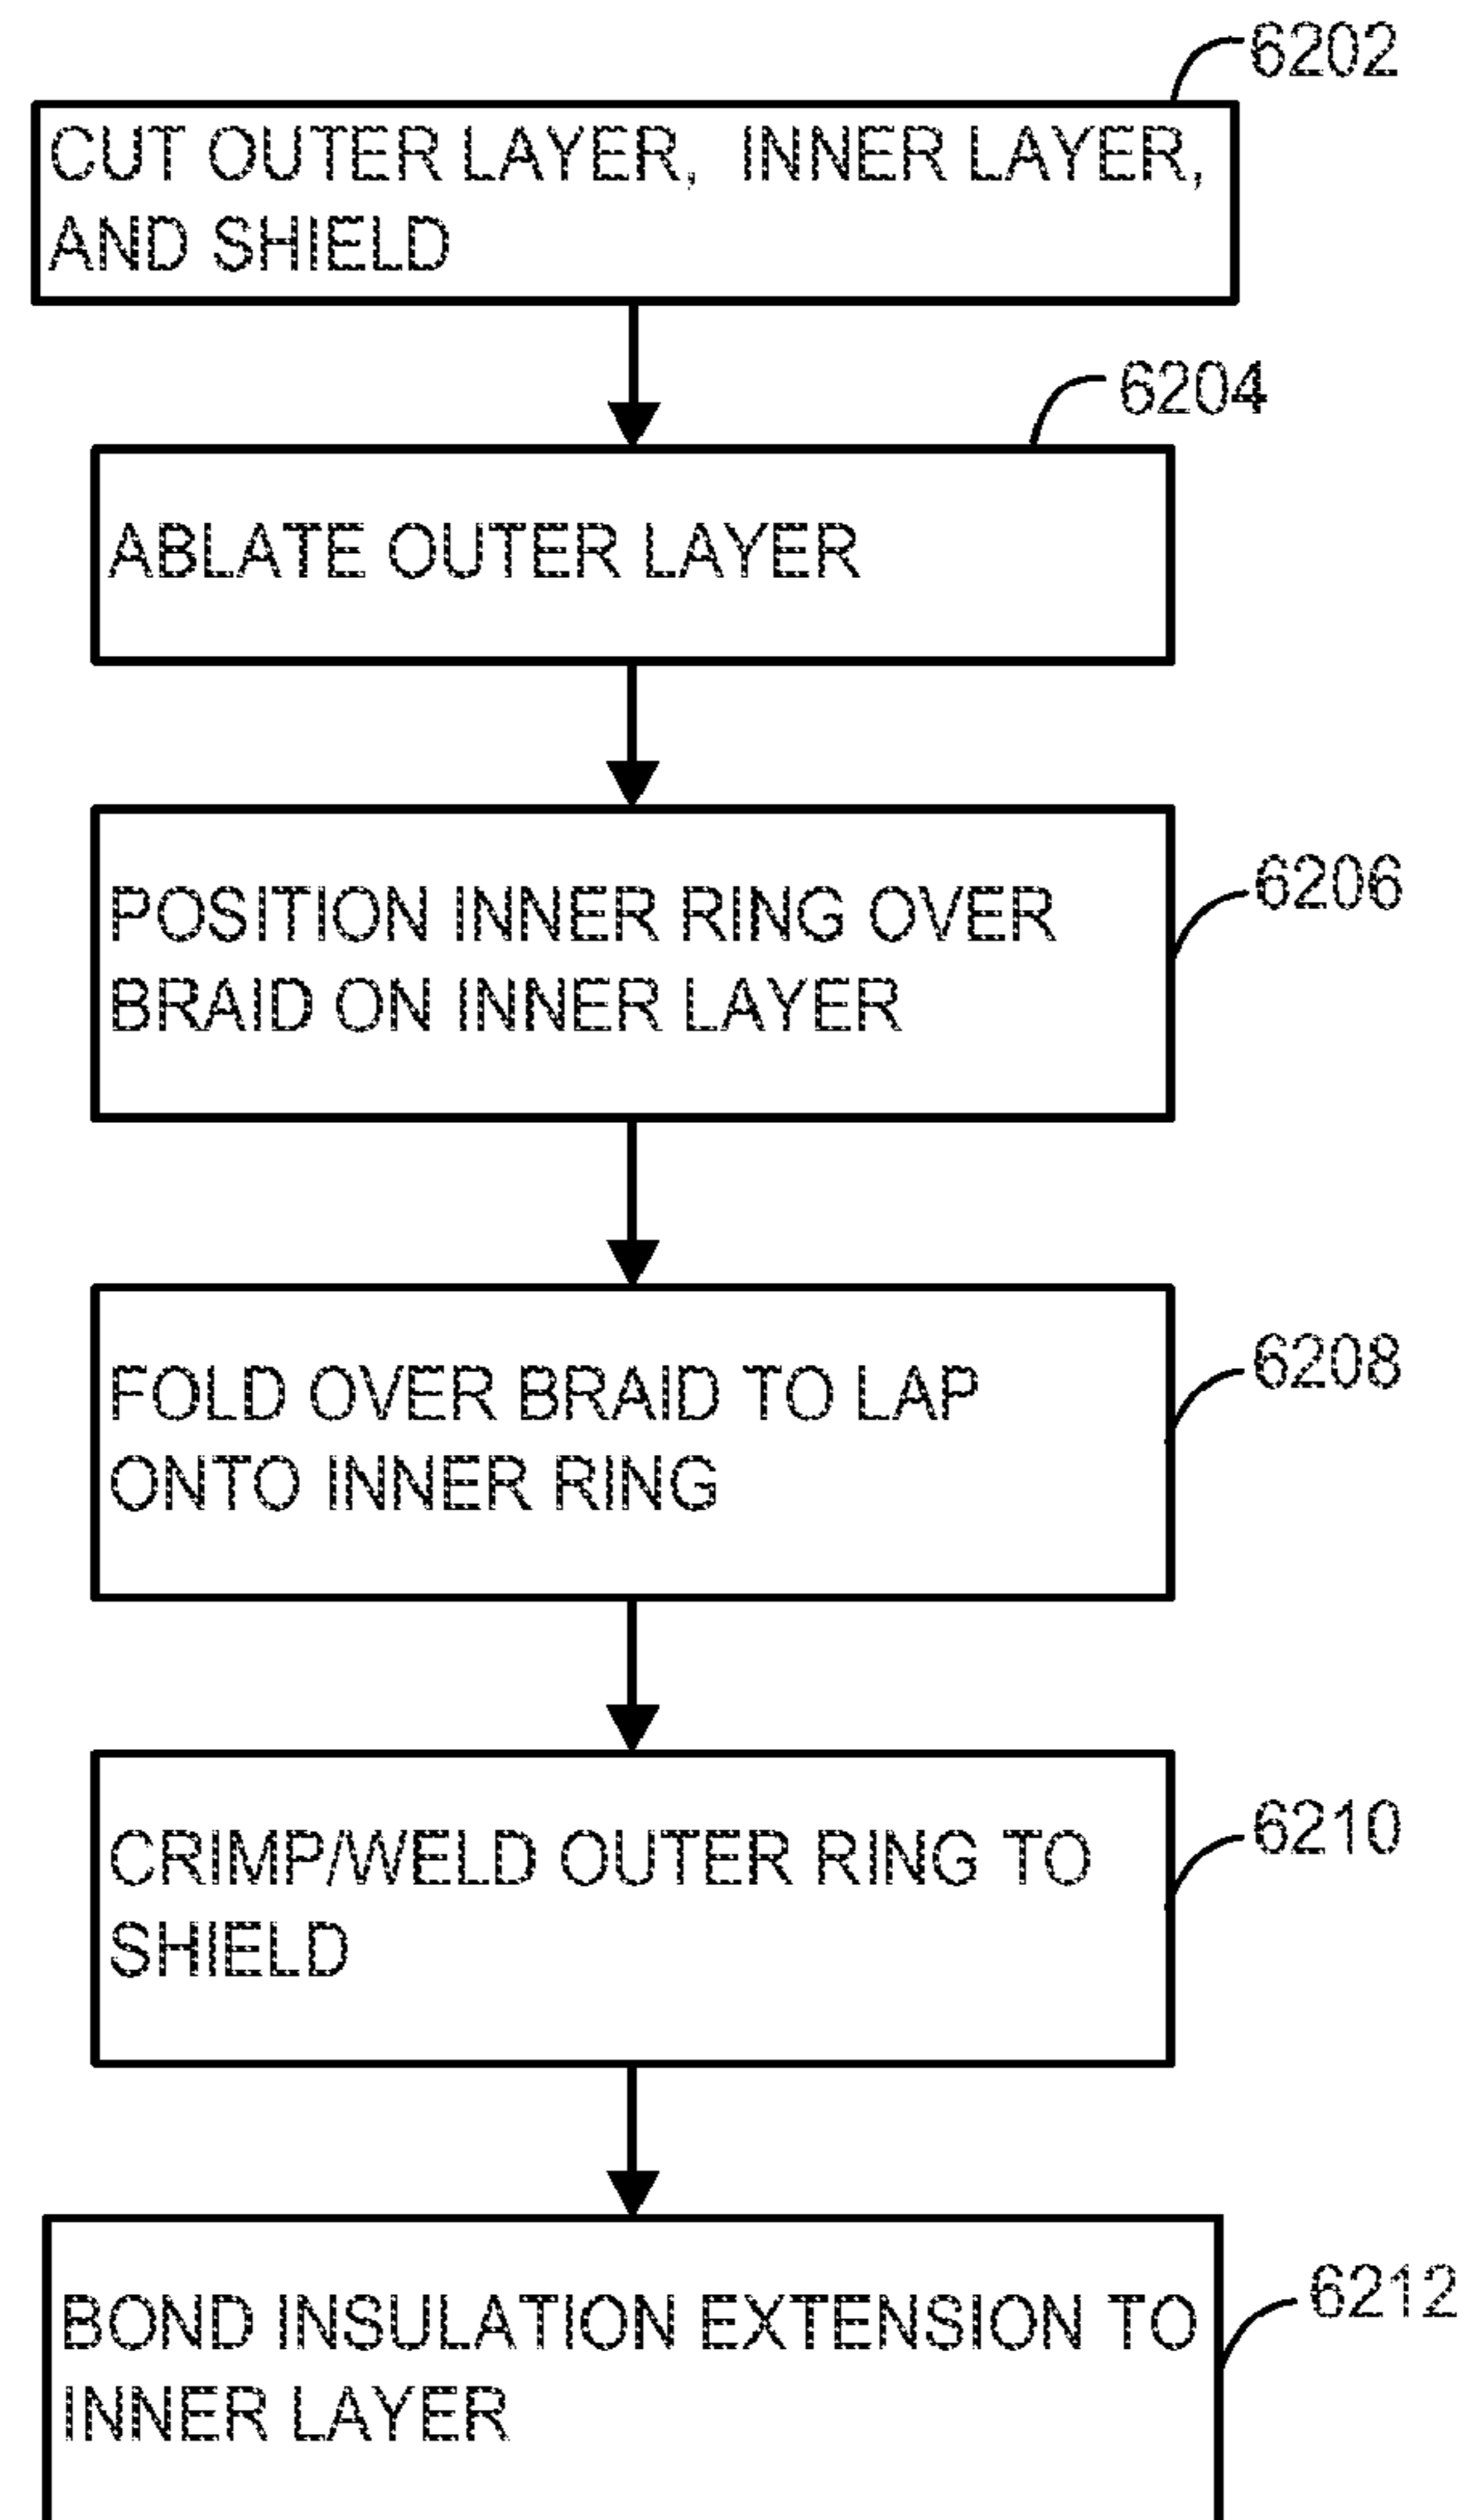 6202
CUT OUTER LAYER, INNER LAYER,
AND SHIELD
6204
ABLATE OUTER LAYER
6206
POSITION INNER RING OVER
BRAID ON INNER LAYER
6208
FOLD OVER BRAID TO LAP
ONTO INNER RING
6210
CRIMP/WELD OUTER RING TO
SHIELD
6212
BOND INSULATION EXTENSION TO
INNER LAYER